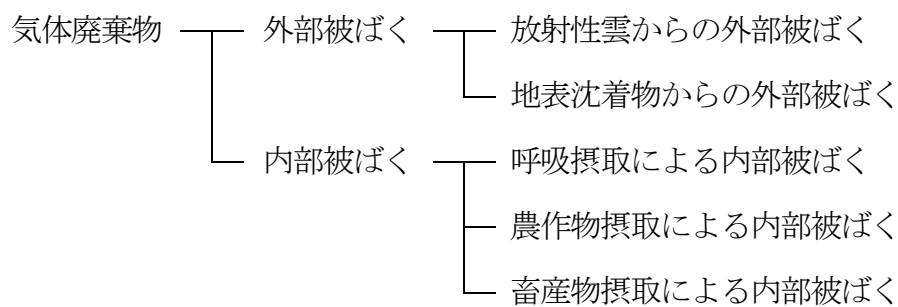 気体廃棄物 外部被ばく 放射性雲からの外部被ばく
地表沈着物からの外部被ばく
内部被ばく 呼吸摂取による内部被ばく
農作物摂取による内部被ばく
畜産物摂取による内部被ばく